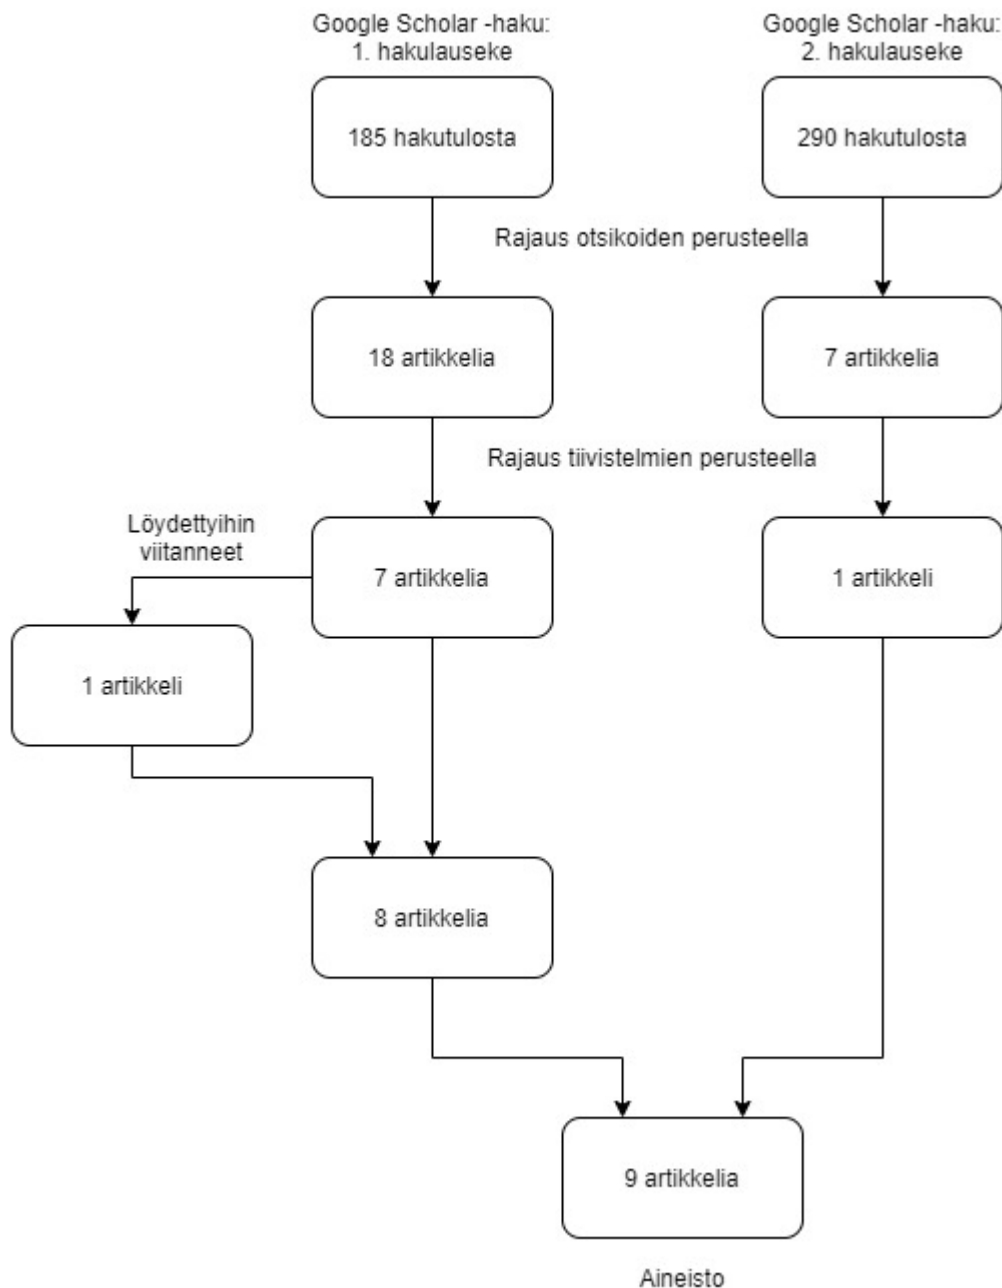 Google Scholar -haku:
1. hakulauseke
Google Scholar -haku:
2. hakulauseke
185 hakutulosta
290 hakutulosta
Rajaus otsikoiden perusteella
18 artikkelia
7 artikkelia
Rajaus tiivistelmien perusteella
Löydettyihin
viitanneet
7 artikkelia
1 artikkeli
1 artikkeli
8 artikkelia
9 artikkelia
Aineisto